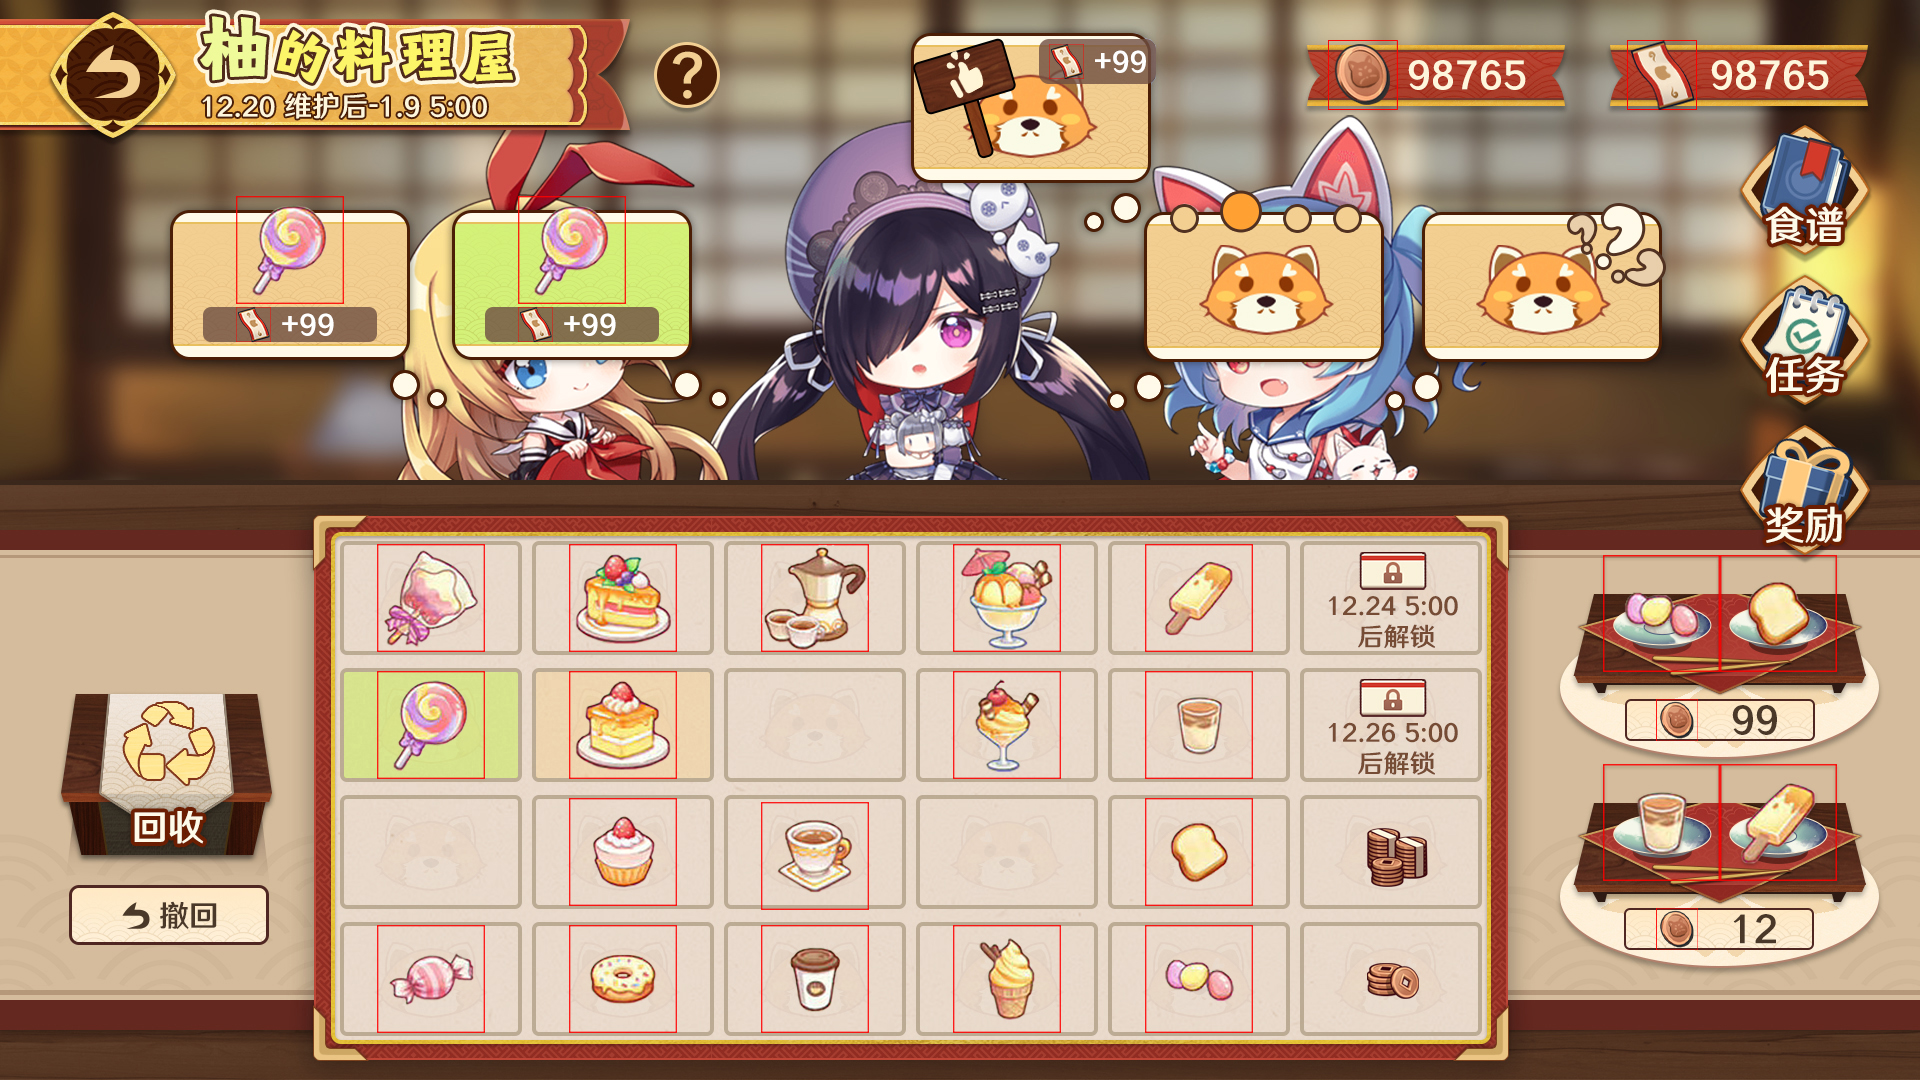 柚的料理屋
12.20 维护后-1.9 5:00
?
+99
98765
98765
+99
+99
食谱
任务
奖励
12.24 5:00
后解锁
12.26 5:00
后解锁
99
12
回收
撤回